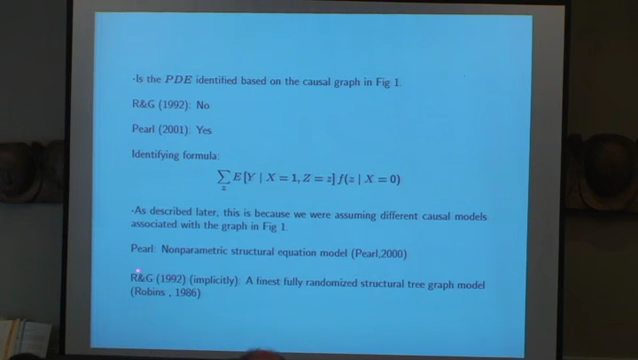 -Is the PDE identified based on the causal graph in Fig 1.
R&G (1992): No
Pearl (2001): Yes
Identifying formula:
∑_z E[Y | X = 1, Z = z] f(z | X = 0)
-As described later, this is because we were assuming different causal models
associated with the graph in Fig 1.
Pearl: Nonparametric structural equation model (Pearl,2000)
R&G (1992) (implicitly): A finest fully randomized structural tree graph model
(Robins , 1986)